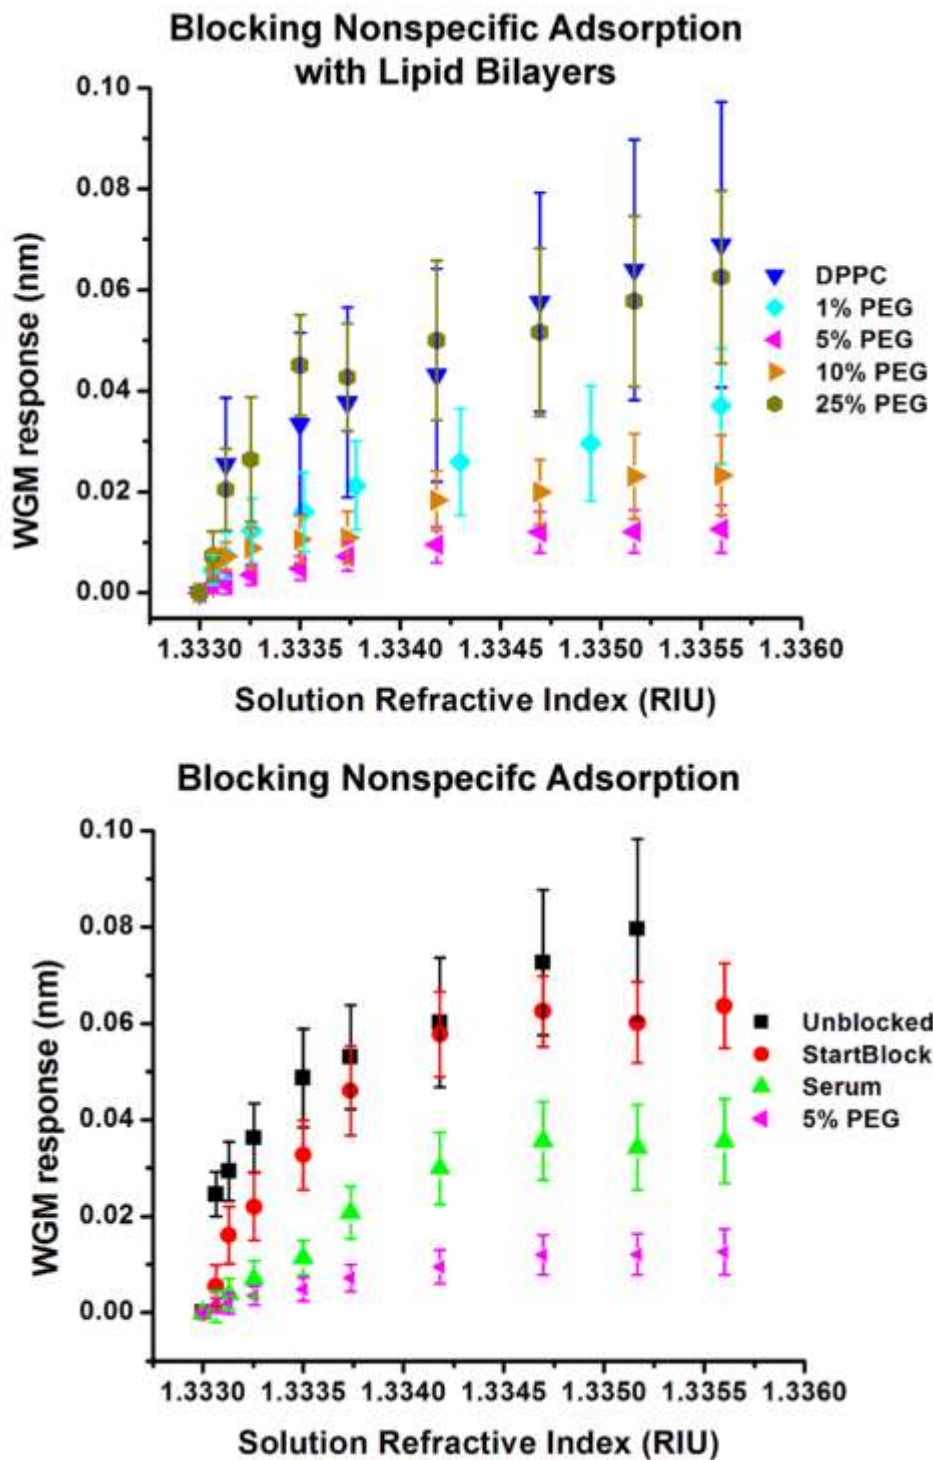 Blocking Nonspecific Adsorption
with Lipid Bilayers
0.10
0.08
0.06
0.04
0.02
0.00
WGM response (nm)
DPPC
1% PEG
5% PEG
10% PEG
25% PEG
1.3330 1.3335 1.3340 1.3345 1.3350 1.3355 1.3360
Solution Refractive Index (RIU)
Blocking Nonspecifc Adsorption
0.10
0.08
0.06
0.04
0.02
0.00
WGM response (nm)
Unblocked
StartBlock
Serum
5% PEG
1.3330 1.3335 1.3340 1.3345 1.3350 1.3355 1.3360
Solution Refractive Index (RIU)